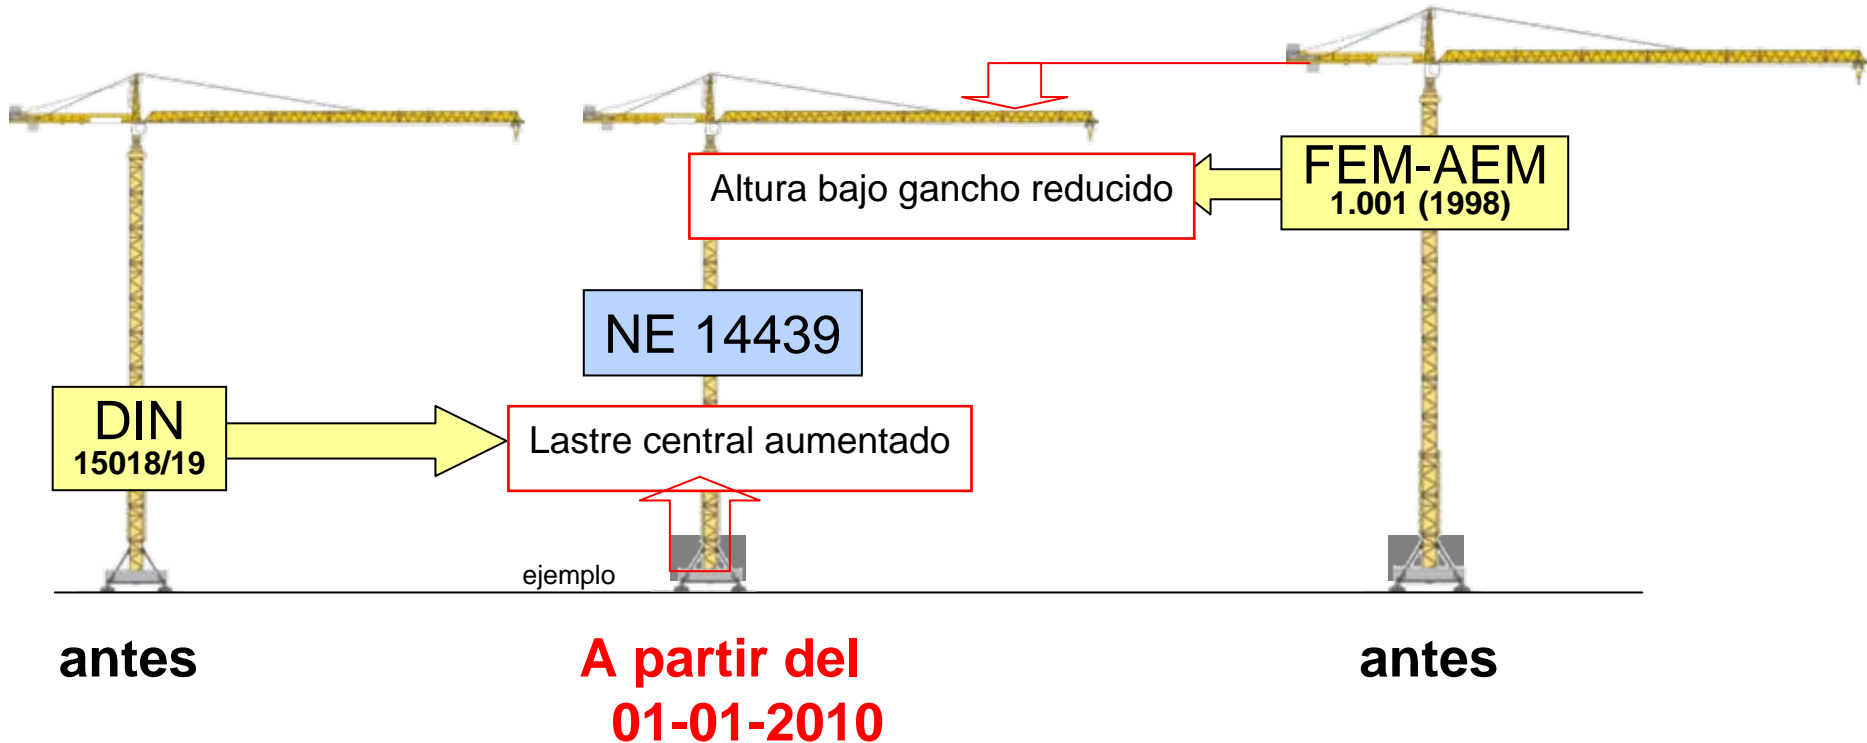 FEM-AEM
1.001 (1998)
Altura bajo gancho reducido
NE 14439
DIN
15018/19
Lastre central aumentado
ejemplo
antes
A partir del
01-01-2010
antes